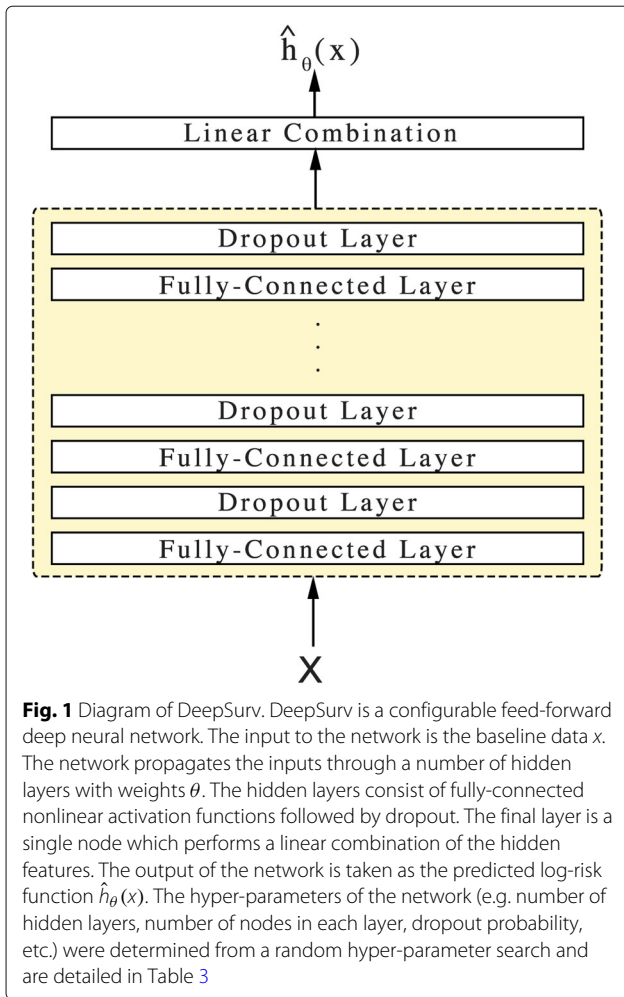 ĥ_θ(x)
Linear Combination
Dropout Layer
Fully-Connected Layer
.
.
.
Dropout Layer
Fully-Connected Layer
Dropout Layer
Fully-Connected Layer
X
Fig. 1 Diagram of DeepSurv. DeepSurv is a configurable feed-forward
deep neural network. The input to the network is the baseline data x.
The network propagates the inputs through a number of hidden
layers with weights θ. The hidden layers consist of fully-connected
nonlinear activation functions followed by dropout. The final layer is a
single node which performs a linear combination of the hidden
features. The output of the network is taken as the predicted log-risk
function ĥ_θ(x). The hyper-parameters of the network (e.g. number of
hidden layers, number of nodes in each layer, dropout probability,
etc.) were determined from a random hyper-parameter search and
are detailed in Table 3